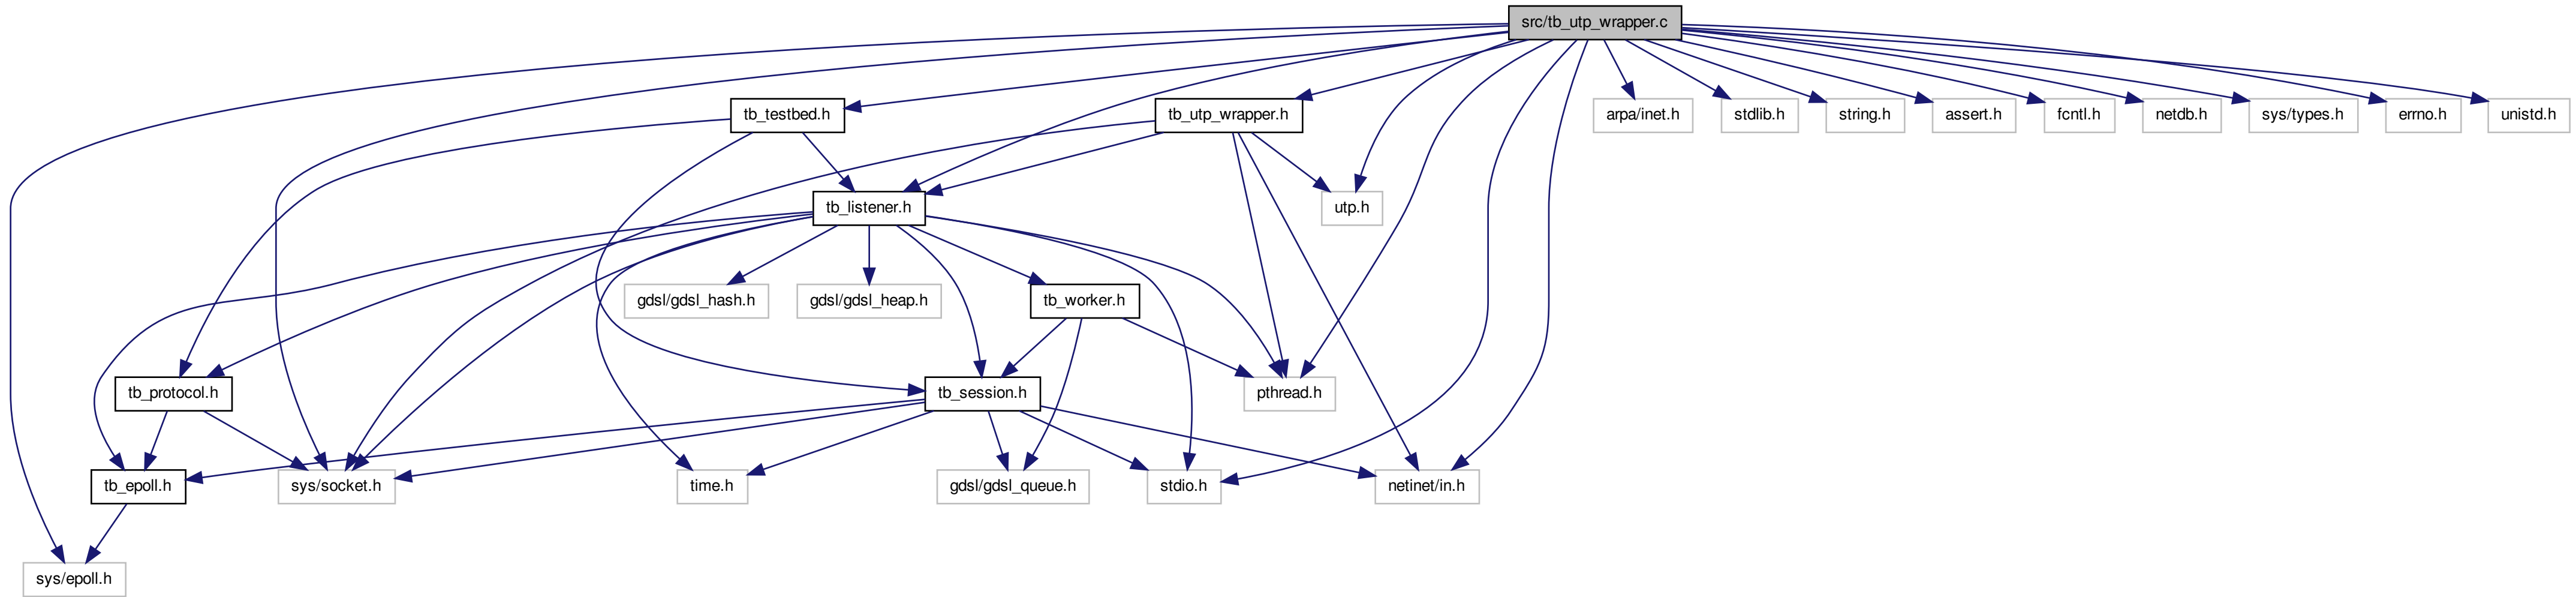 src/tb_utp_wrapper.c
tb_testbed.h
tb_utp_wrapper.h
arpa/inet.h
stdlib.h
string.h
assert.h
fcntl.h
netdb.h
sys/types.h
errno.h
unistd.h
tb_listener.h
utp.h
gdsl/gdsl_hash.h
gdsl/gdsl_heap.h
tb_worker.h
tb_protocol.h
tb_session.h
pthread.h
tb_epoll.h
sys/socket.h
time.h
gdsl/gdsl_queue.h
stdio.h
netinet/in.h
sys/epoll.h